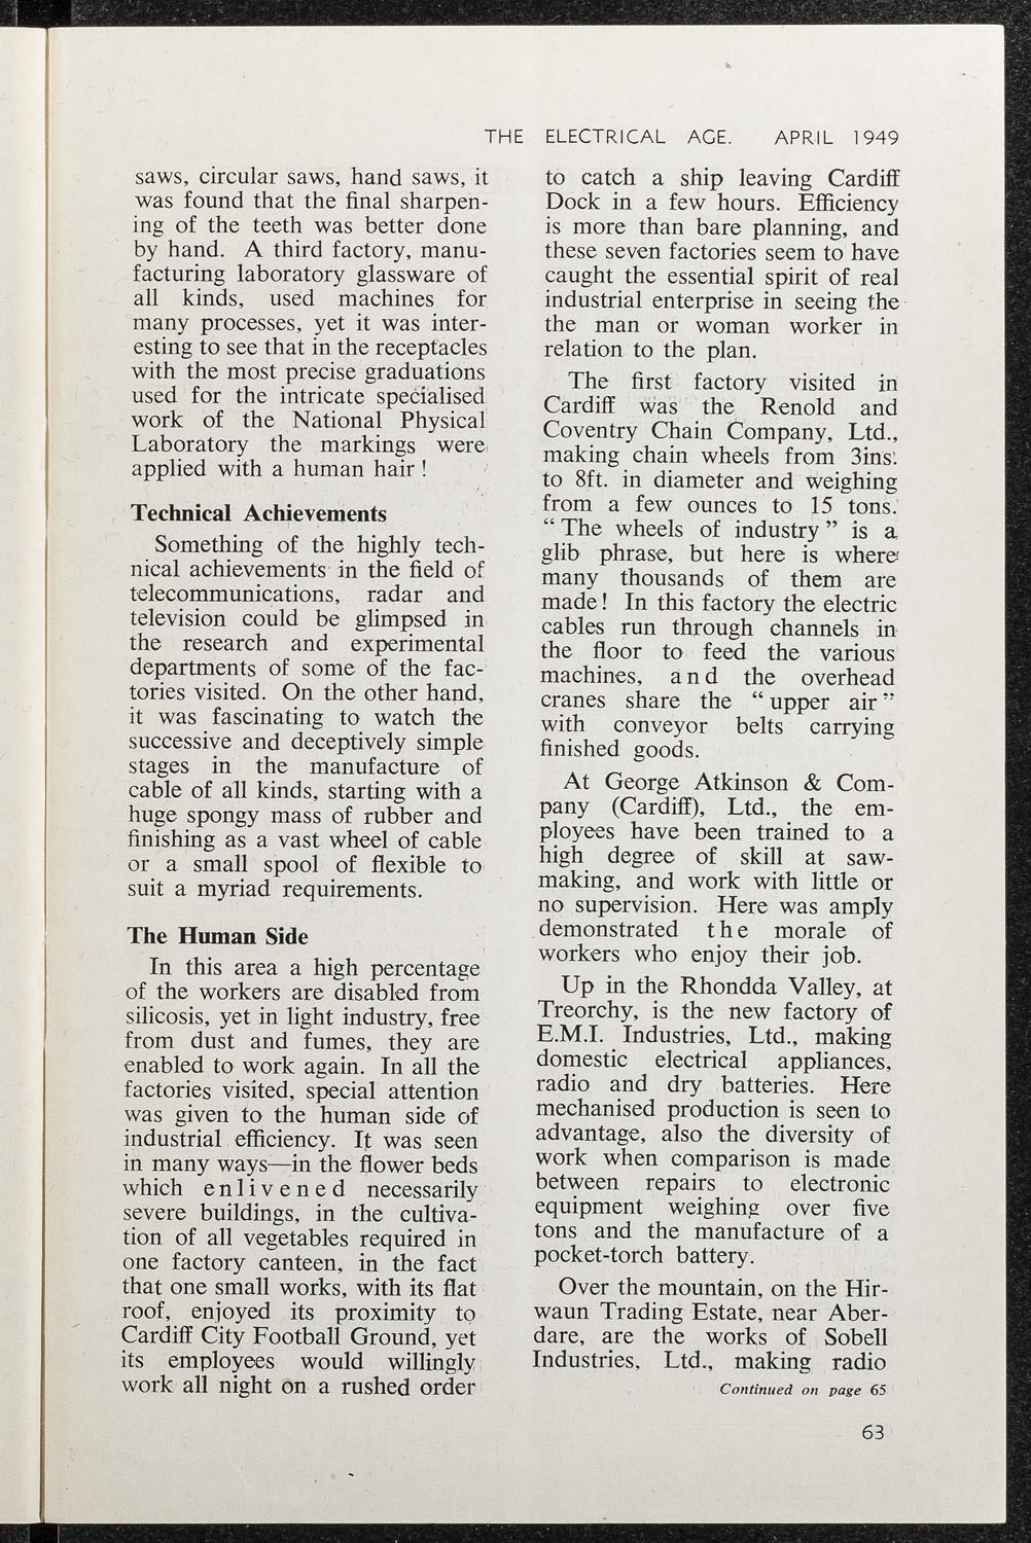 THE ELECTRICAL AGE. APRIL 1949
saws, circular saws, hand saws, it
was found that the final sharpen-
ing of the teeth was better done
by hand. A third factory, manu-
facturing laboratory glassware of
all kinds, used machines for
many processes, yet it was inter-
esting to see that in the receptacles
with the most precise graduations
used for the intricate specialised
work of the National Physical
Laboratory the markings were
applied with a human hair !
Technical Achievements
Something of the highly tech-
nical achievements in the field of
telecommunications, radar and
television could be glimpsed in
the research and experimental
departments of some of the fac-
tories visited. On the other hand,
it was fascinating to watch the
successive and deceptively simple
stages in the manufacture of
cable of all kinds, starting with a
huge spongy mass of rubber and
finishing as a vast wheel of cable
or a small spool of flexible to
suit a myriad requirements.
The Human Side
In this area a high percentage
of the workers are disabled from
silicosis, yet in light industry, free
from dust and fumes, they are
enabled to work again. In all the
factories visited, special attention
was given to the human side of
industrial efficiency. It was seen
in many ways—in the flower beds
which enlivened necessarily
severe buildings, in the cultiva-
tion of all vegetables required in
one factory canteen, in the fact
that one small works, with its flat
roof, enjoyed its proximity to
Cardiff City Football Ground, yet
its employees would willingly
work all night on a rushed order
to catch a ship leaving Cardiff
Dock in a few hours. Efficiency
is more than bare planning, and
these seven factories seem to have
caught the essential spirit of real
industrial enterprise in seeing the
the man or woman worker in
relation to the plan.
The first factory visited in
Cardiff was the Renold and
Coventry Chain Company, Ltd.,
making chain wheels from 3ins.
to 8ft. in diameter and weighing
from a few ounces to 15 tons.
“The wheels of industry” is a
glib phrase, but here is where
many thousands of them are
made! In this factory the electric
cables run through channels in
the floor to feed the various
machines, and the overhead
cranes share the “upper air”
with conveyor belts carrying
finished goods.
At George Atkinson & Com-
pany (Cardiff), Ltd., the em-
ployees have been trained to a
high degree of skill at saw-
making, and work with little or
no supervision. Here was amply
demonstrated the morale of
workers who enjoy their job.
Up in the Rhondda Valley, at
Treorchy, is the new factory of
E.M.I. Industries, Ltd., making
domestic electrical appliances,
radio and dry batteries. Here
mechanised production is seen to
advantage, also the diversity of
work when comparison is made
between repairs to electronic
equipment weighing over five
tons and the manufacture of a
pocket-torch battery.
Over the mountain, on the Hir-
waun Trading Estate, near Aber-
dare, are the works of Sobell
Industries, Ltd., making radio
Continued on page 65
63